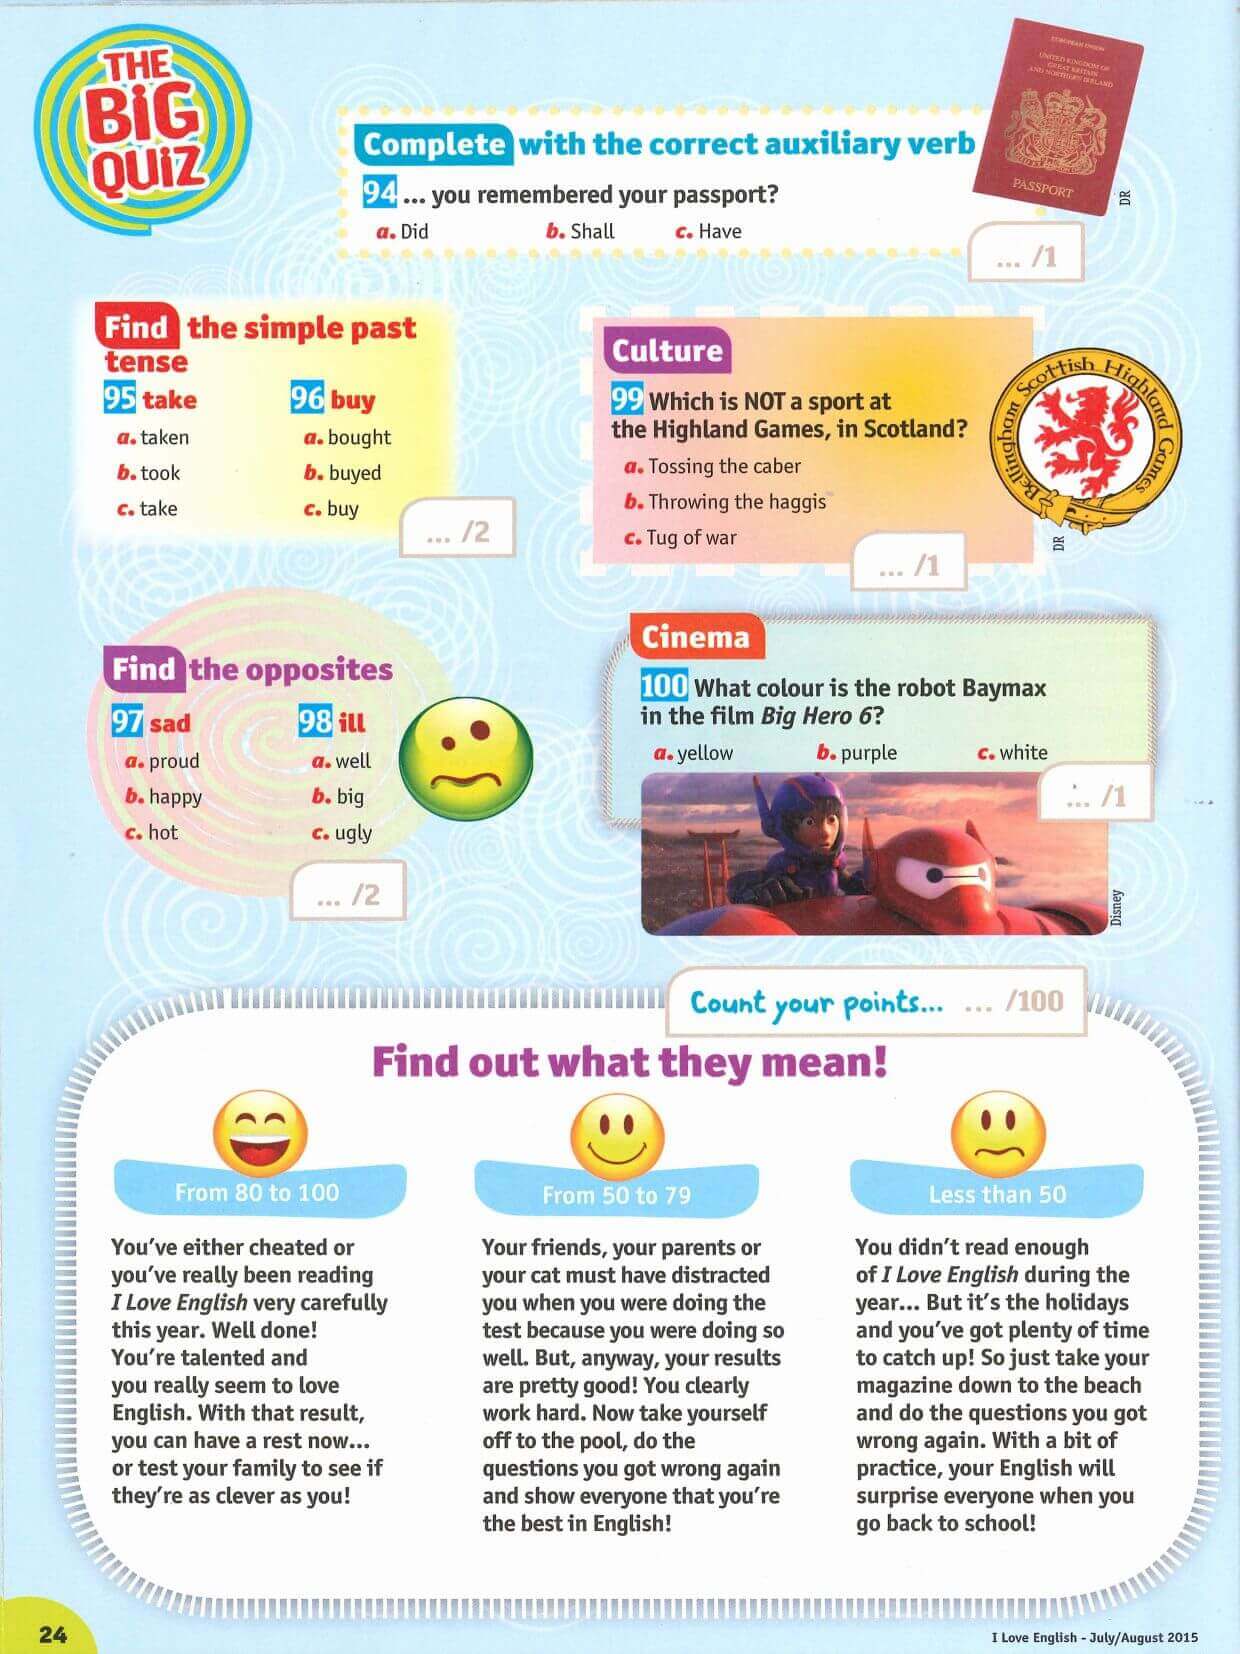 THE
BiG
QUiZ
Complete with the correct auxiliary verb
94 ... you remembered your passport?
a. Did b. Shall c. Have
... /1
EUROPEAN UNION
UNITED KINGDOM OF
GREAT BRITAIN
AND NORTHERN IRELAND
PASSPORT
DR
Find the simple past
tense
95 take 96 buy
a. taken a. bought
b. took b. buyed
c. take c. buy
... /2
Culture
99 Which is NOT a sport at
the Highland Games, in Scotland?
a. Tossing the caber
b. Throwing the haggis
c. Tug of war
... /1
Bellingham Scottish Highland Games
DR
Find the opposites
97 sad 98 ill
a. proud a. well
b. happy b. big
c. hot c. ugly
... /2
Cinema
100 What colour is the robot Baymax
in the film Big Hero 6?
a. yellow b. purple c. white
... /1
Disney
Count your points... ... /100
Find out what they mean!
From 80 to 100
You've either cheated or
you've really been reading
I Love English very carefully
this year. Well done!
You're talented and
you really seem to love
English. With that result,
you can have a rest now...
or test your family to see if
they're as clever as you!
From 50 to 79
Your friends, your parents or
your cat must have distracted
you when you were doing the
test because you were doing so
well. But, anyway, your results
are pretty good! You clearly
work hard. Now take yourself
off to the pool, do the
questions you got wrong again
and show everyone that you're
the best in English!
Less than 50
You didn't read enough
of I Love English during the
year... But it's the holidays
and you've got plenty of time
to catch up! So just take your
magazine down to the beach
and do the questions you got
wrong again. With a bit of
practice, your English will
surprise everyone when you
go back to school!
24
I Love English - July/August 2015